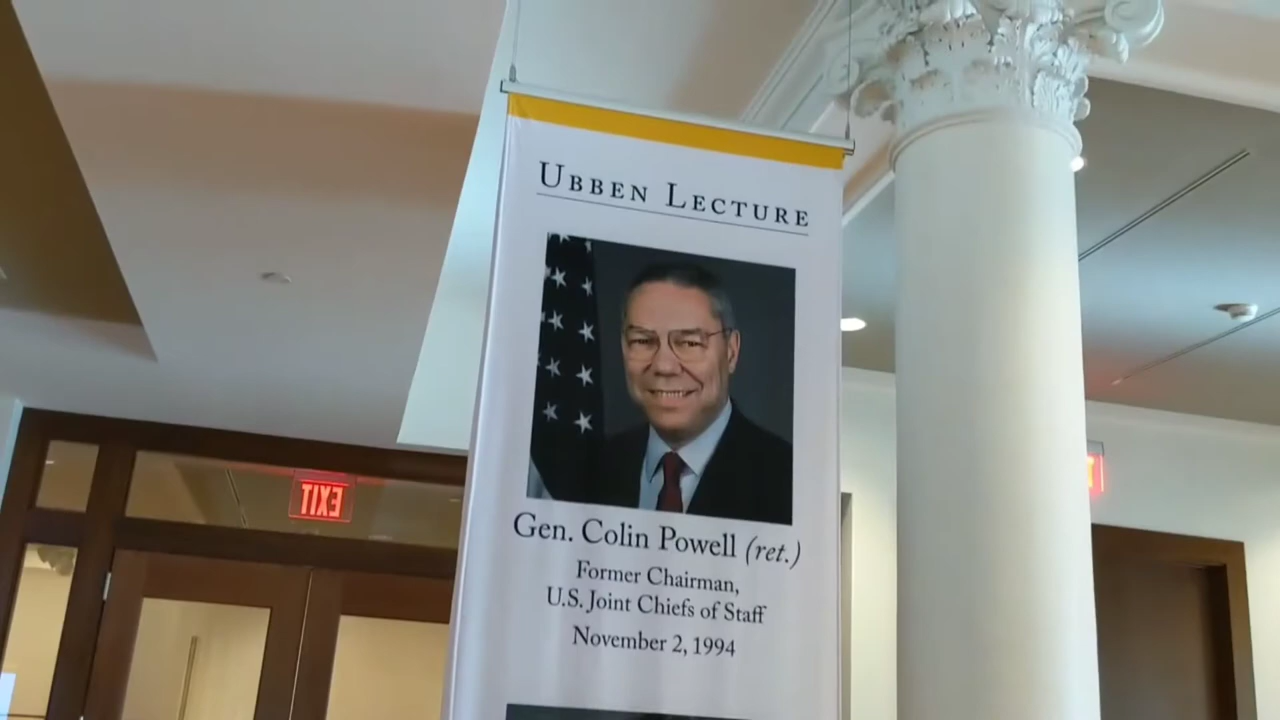 UBBEN LECTURE
Gen. Colin Powell (ret.)
Former Chairman,
U.S. Joint Chiefs of Staff
November 2, 1994
EXIT